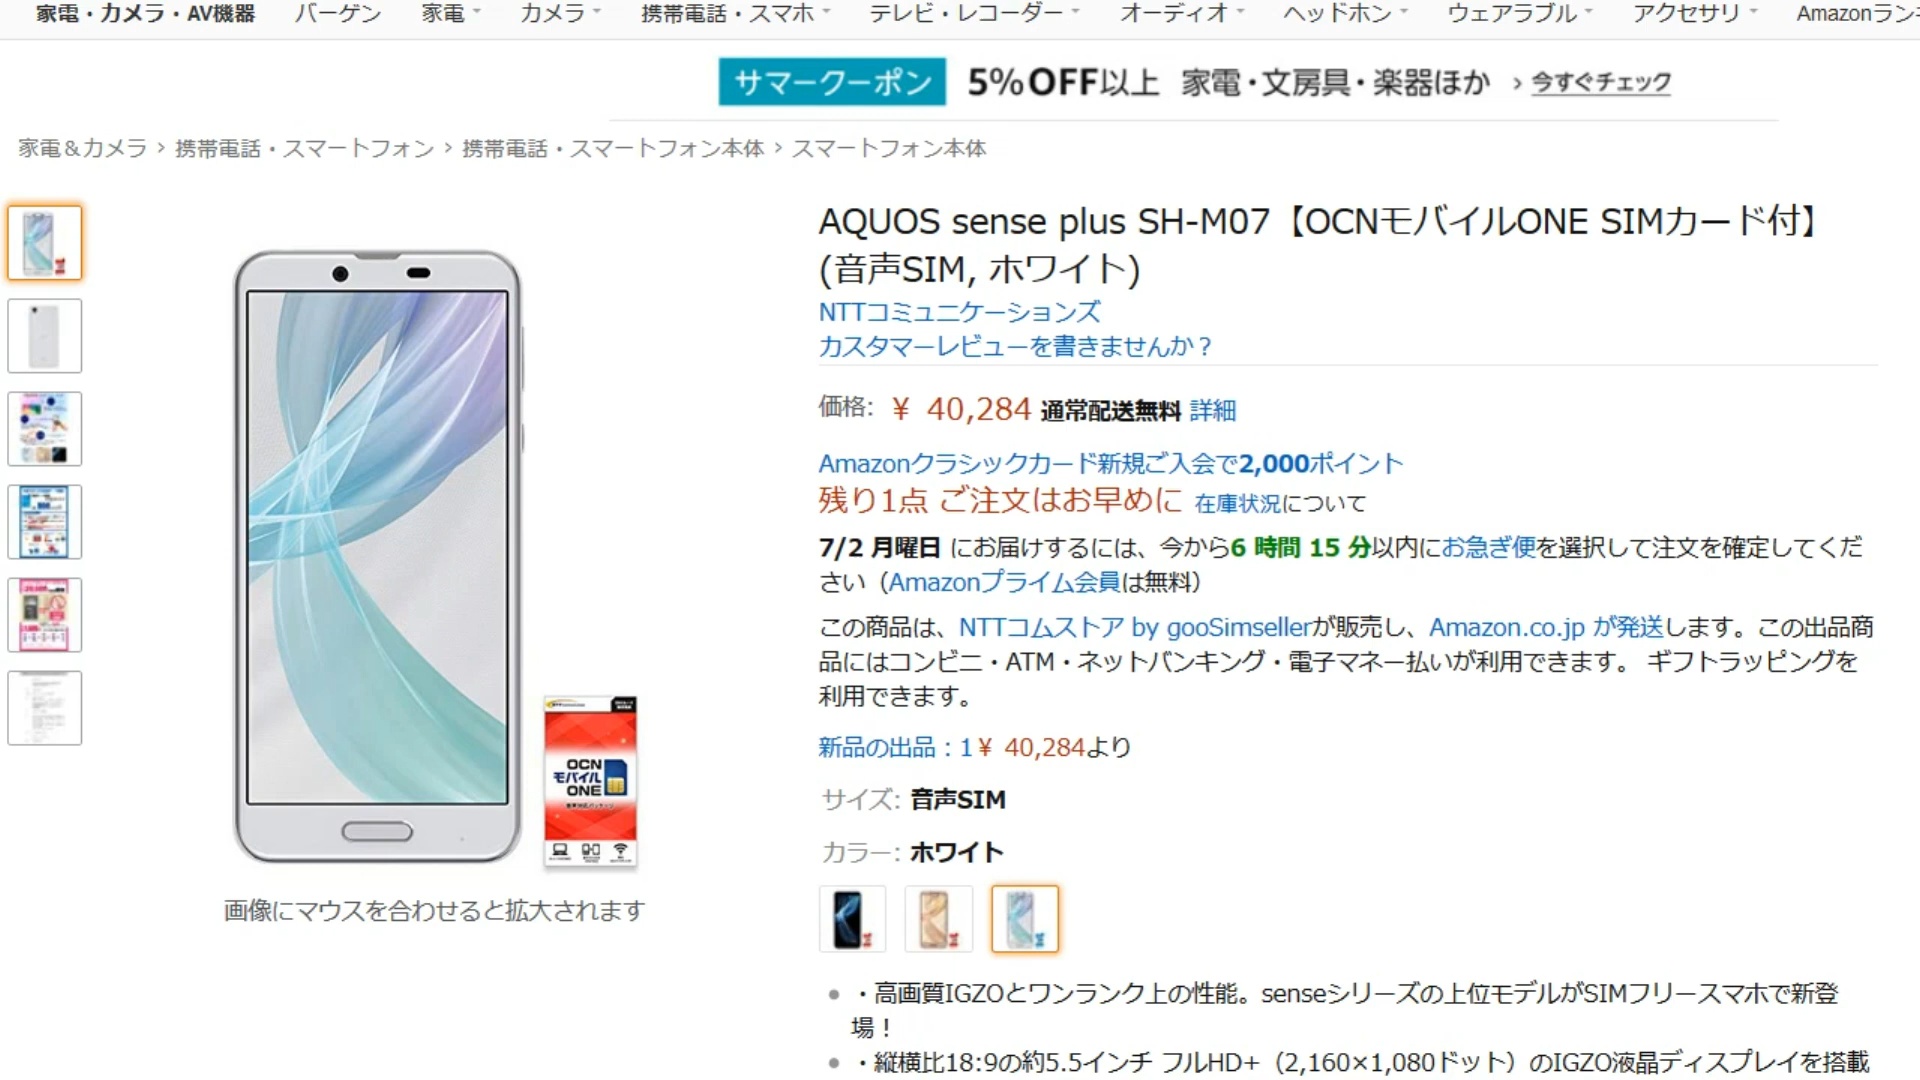 家電・カメラ・AV機器 バーゲン 家電 カメラ 携帯電話・スマホ テレビ・レコーダー オーディオ ヘッドホン ウェアラブル アクセサリ Amazonラン
サマークーポン 5%OFF以上 家電・文房具・楽器ほか › 今すぐチェック
家電＆カメラ › 携帯電話・スマートフォン › 携帯電話・スマートフォン本体 › スマートフォン本体
AQUOS sense plus SH-M07【OCNモバイルONE SIMカード付】
(音声SIM, ホワイト)
NTTコミュニケーションズ
カスタマーレビューを書きませんか？
価格: ￥ 40,284 通常配送無料 詳細
Amazonクラシックカード新規ご入会で2,000ポイント
残り1点 ご注文はお早めに 在庫状況について
7/2 月曜日 にお届けするには、今から6 時間 15 分以内にお急ぎ便を選択して注文を確定してくだ
さい（Amazonプライム会員は無料）
この商品は、NTTコムストア by gooSimsellerが販売し、Amazon.co.jp が発送します。この出品商
品にはコンビニ・ATM・ネットバンキング・電子マネー払いが利用できます。 ギフトラッピングを
利用できます。
新品の出品：1￥ 40,284より
サイズ: 音声SIM
カラー: ホワイト
OCN
モバイル
ONE
画像にマウスを合わせると拡大されます
・高画質IGZOとワンランク上の性能。senseシリーズの上位モデルがSIMフリースマホで新登
場！
・縦横比18:9の約5.5インチ フルHD+（2,160×1,080ドット）のIGZO液晶ディスプレイを搭載